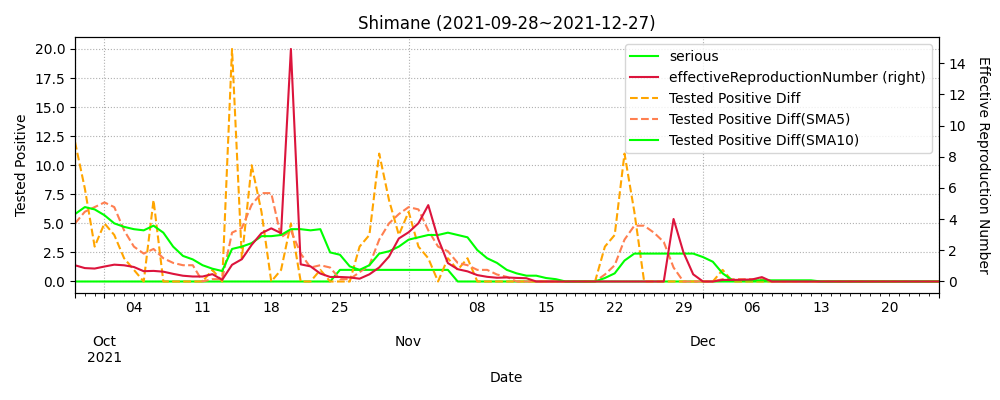 Shimane (2021-09-28~2021-12-27)
serious
effectiveReproductionNumber (right)
Tested Positive Diff
Tested Positive Diff(SMA5)
Tested Positive Diff(SMA10)
Tested Positive
20.0
17.5
15.0
12.5
10.0
7.5
5.0
2.5
0.0
14
12
10
8
6
4
2
0
Effective Reproduction Number
04 11 18 25 08 15 22 29 06 13 20
Oct Nov Dec
2021
Date